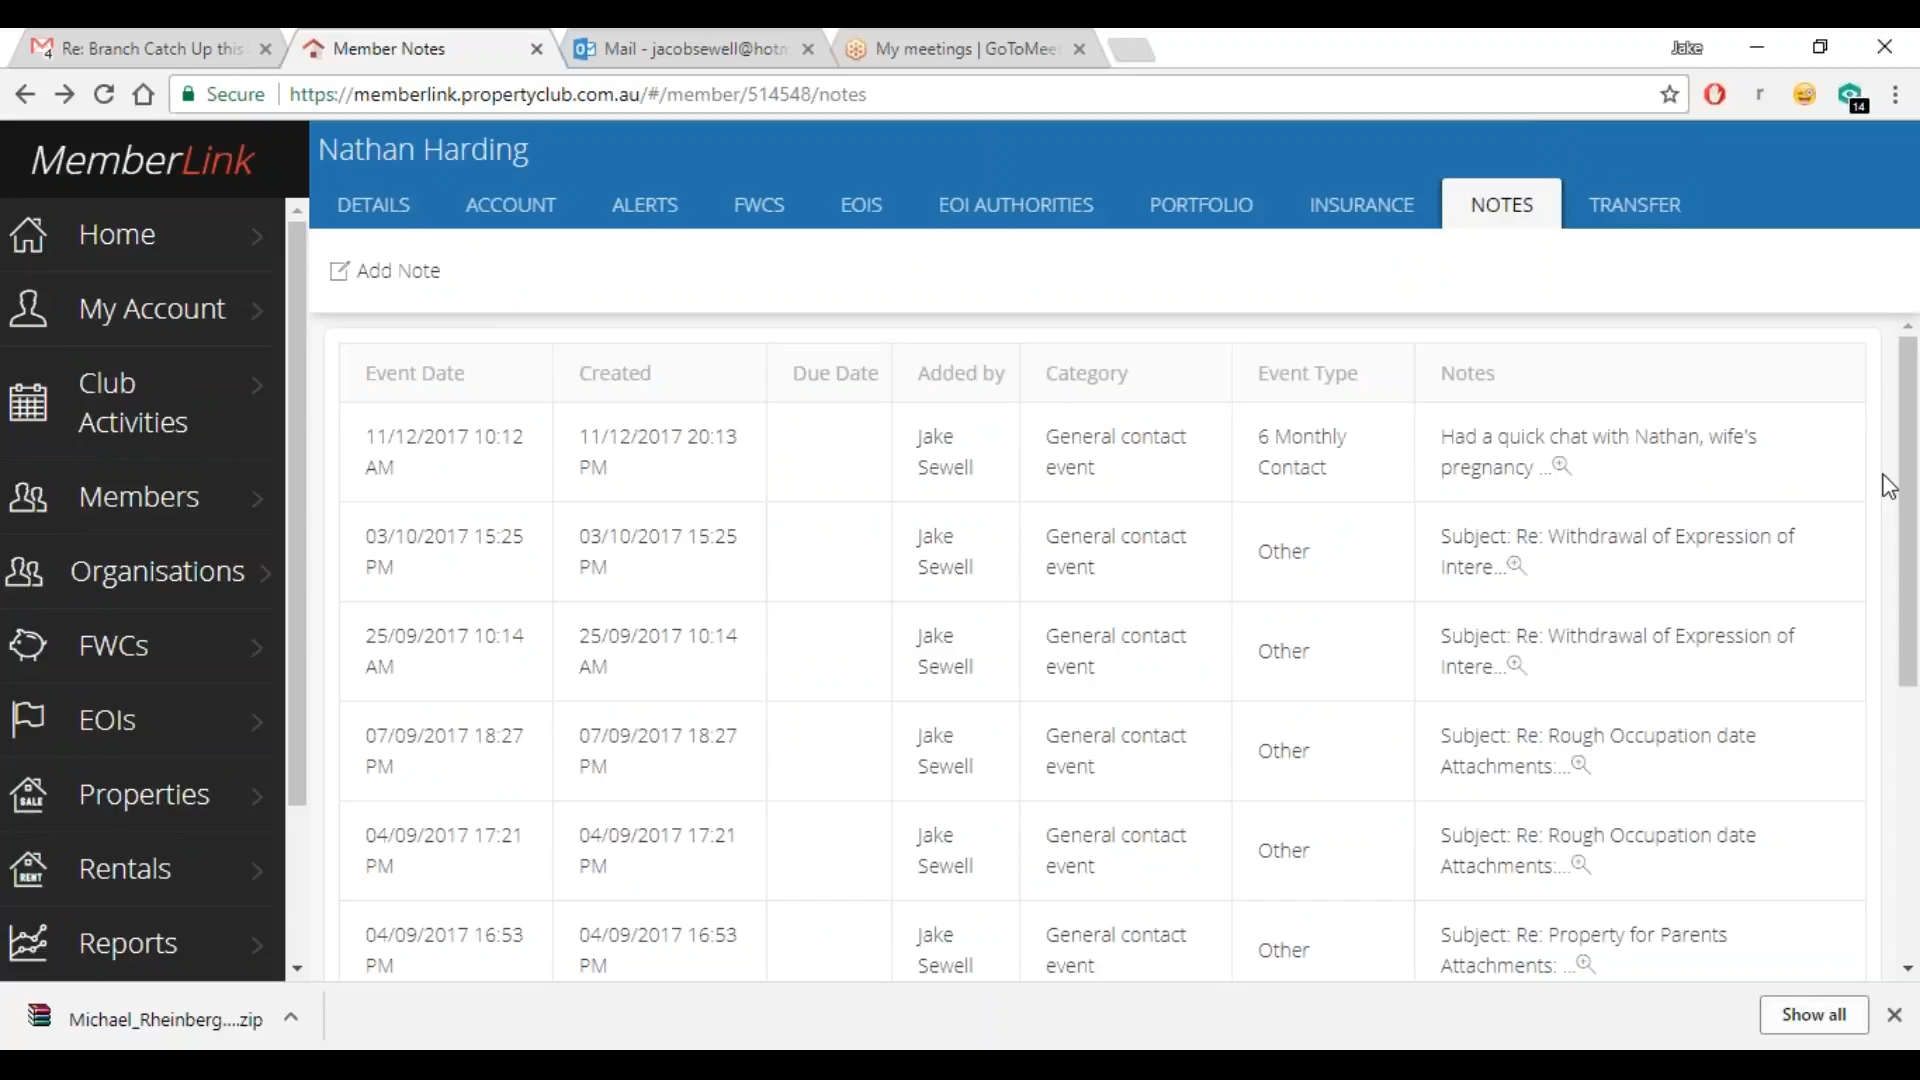 Re: Branch Catch Up this
Member Notes
Mail - jacobsewell@hotm
My meetings | GoToMee
Jake
4
Secure
https://memberlink.propertyclub.com.au/#/member/514548/notes
r
14
MemberLink
Nathan Harding
DETAILS ACCOUNT ALERTS FWCS EOIS EOI AUTHORITIES PORTFOLIO INSURANCE NOTES TRANSFER
Home
My Account
Club
Activities
Members
Organisations
FWCs
EOIs
SALE
Properties
RENT
Rentals
Reports
Add Note
Event Date Created Due Date Added by Category Event Type Notes
11/12/2017 10:12 11/12/2017 20:13 Jake General contact 6 Monthly Had a quick chat with Nathan, wife's
AM PM Sewell event Contact pregnancy ...
03/10/2017 15:25 03/10/2017 15:25 Jake General contact Other Subject: Re: Withdrawal of Expression of
PM PM Sewell event Intere...
25/09/2017 10:14 25/09/2017 10:14 Jake General contact Other Subject: Re: Withdrawal of Expression of
AM AM Sewell event Intere...
07/09/2017 18:27 07/09/2017 18:27 Jake General contact Other Subject: Re: Rough Occupation date
PM PM Sewell event Attachments:...
04/09/2017 17:21 04/09/2017 17:21 Jake General contact Other Subject: Re: Rough Occupation date
PM PM Sewell event Attachments:...
04/09/2017 16:53 04/09/2017 16:53 Jake General contact Other Subject: Re: Property for Parents
PM PM Sewell event Attachments: ...
Michael_Rheinberg....zip
Show all